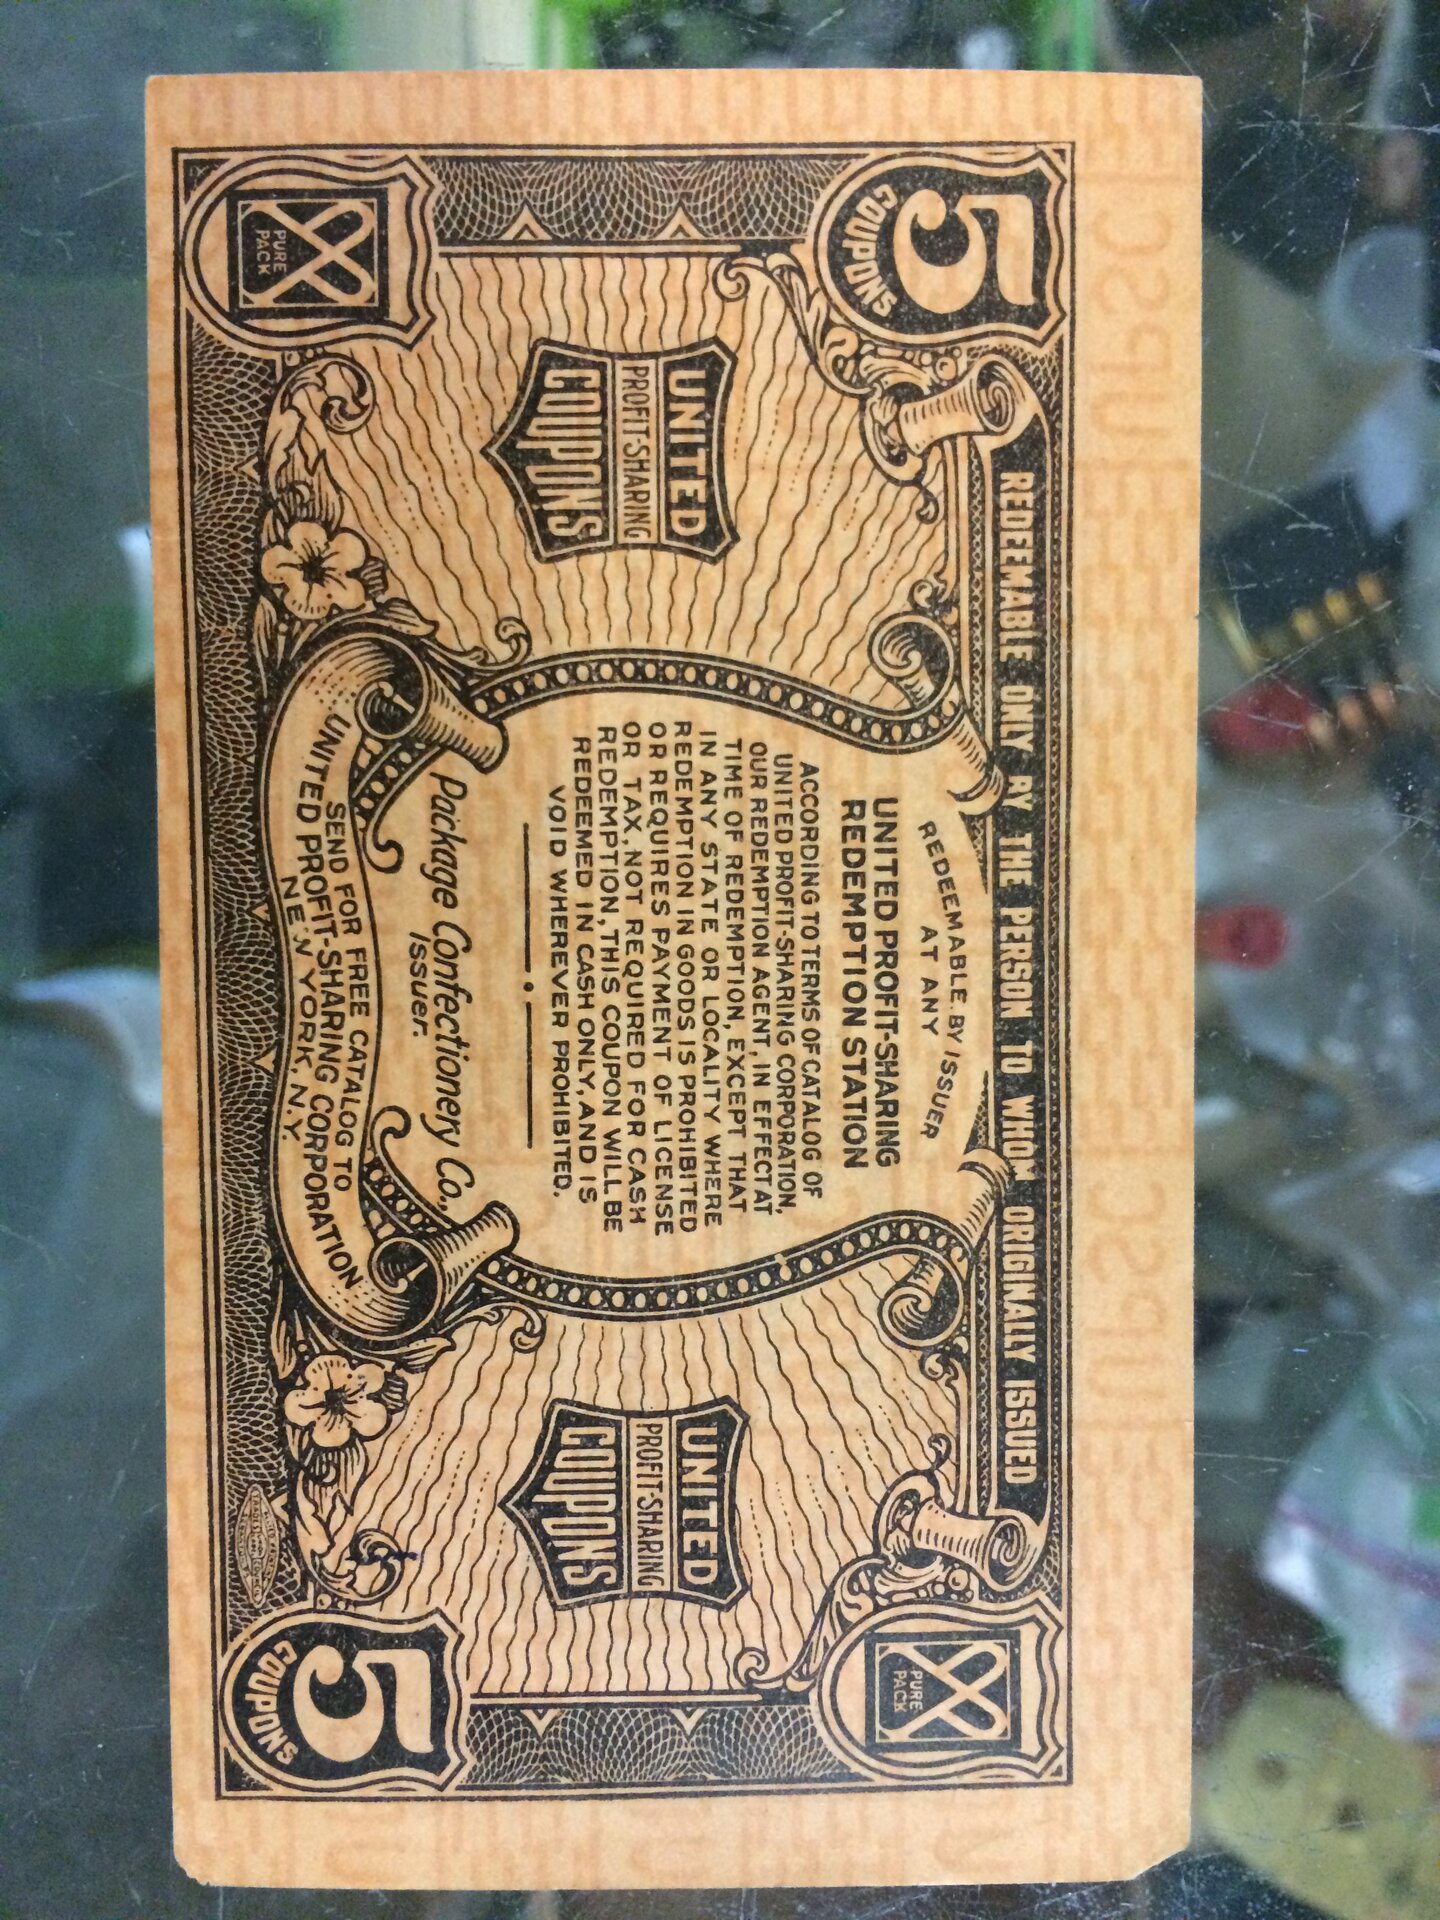 5
COUPONS
REDEEMABLE ONLY BY THE PERSON TO WHOM ORIGINALLY ISSUED
PURE
PACK
UNITED
PROFIT-SHARING
COUPONS
REDEEMABLE BY ISSUER
AT ANY
UNITED PROFIT-SHARING
REDEMPTION STATION
ACCORDING TO TERMS OF CATALOG OF
UNITED PROFIT-SHARING CORPORATION,
OUR REDEMPTION AGENT, IN EFFECT AT
TIME OF REDEMPTION, EXCEPT THAT
IN ANY STATE OR LOCALITY WHERE
REDEMPTION IN GOODS IS PROHIBITED
OR REQUIRES PAYMENT OF LICENSE
OR TAX, NOT REQUIRED FOR CASH
REDEMPTION, THIS COUPON WILL BE
REDEEMED IN CASH ONLY, AND IS
VOID WHEREVER PROHIBITED.
Package Confectionery Co.,
Issuer.
UNITED
PROFIT-SHARING
COUPONS
PURE
PACK
SEND FOR FREE CATALOG TO
UNITED PROFIT-SHARING CORPORATION
NEW YORK, N.Y.
5
COUPONS